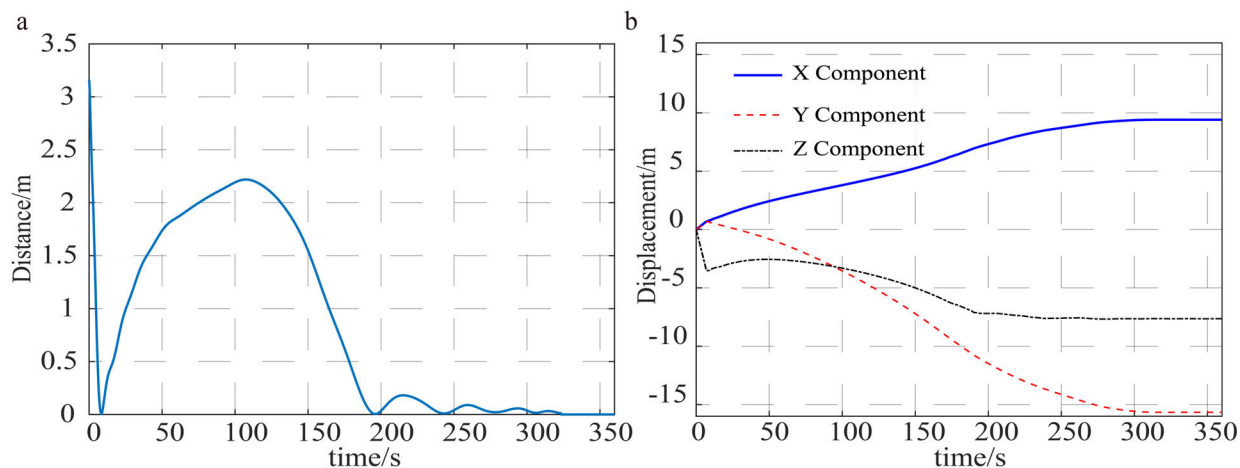 a
3.5
3
2.5
2
1.5
1
0.5
0
Distance/m
0 50 100 150 200 250 300 350
time/s
b
X Component
Y Component
Z Component
15
10
5
0
-5
-10
-15
Displacement/m
0 50 100 150 200 250 300 350
time/s